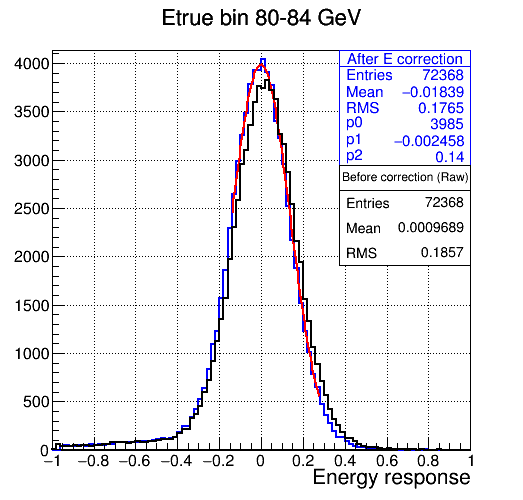 Etrue bin 80-84 GeV
After E correction
Entries 72368
Mean −0.01839
RMS 0.1765
p0 3985
p1 −0.002458
p2 0.14
Before correction (Raw)
Entries 72368
Mean 0.0009689
RMS 0.1857
4000
3500
3000
2500
2000
1500
1000
500
0
−1 −0.8 −0.6 −0.4 −0.2 0 0.2 0.4 0.6 0.8 1
Energy response